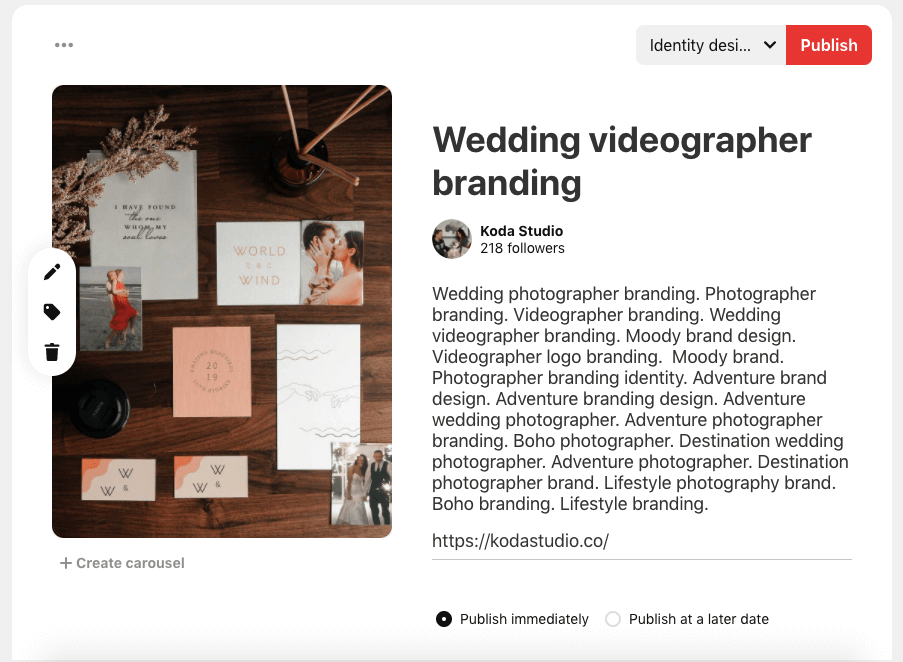 Identity desi...
Publish
I HAVE FOUND
the one
WHOM MY
soul loves
WORLD
WIND
20
19
W
W
&
W
W
&
Create carousel
Wedding videographer
branding
Koda Studio
218 followers
Wedding photographer branding. Photographer
branding. Videographer branding. Wedding
videographer branding. Moody brand design.
Videographer logo branding.  Moody brand.
Photographer branding identity. Adventure brand
design. Adventure branding design. Adventure
wedding photographer. Adventure photographer
branding. Boho photographer. Destination wedding
photographer. Adventure photographer. Destination
photographer brand. Lifestyle photography brand.
Boho branding. Lifestyle branding.
https://kodastudio.co/
Publish immediately
Publish at a later date